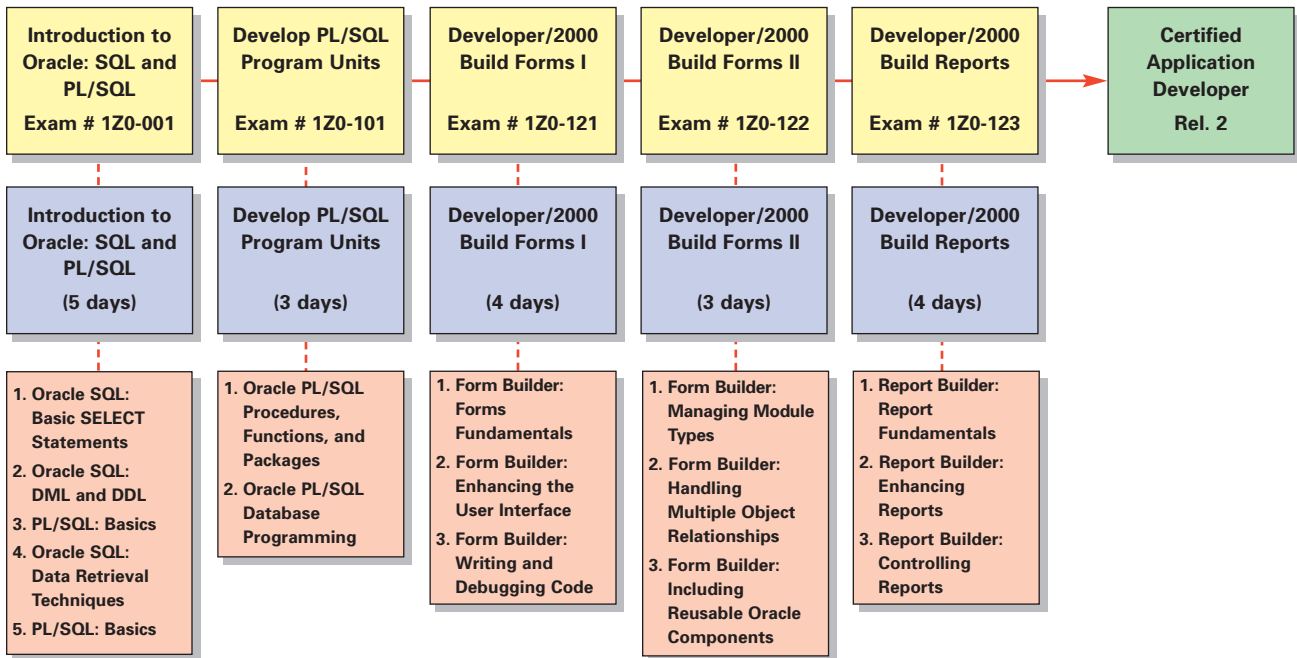 Introduction to
Oracle: SQL and
PL/SQL
Exam # 1Z0-001
Develop PL/SQL
Program Units
Exam # 1Z0-101
Developer/2000
Build Forms I
Exam # 1Z0-121
Developer/2000
Build Forms II
Exam # 1Z0-122
Developer/2000
Build Reports
Exam # 1Z0-123
Certified
Application
Developer
Rel. 2
Introduction to
Oracle: SQL and
PL/SQL
(5 days)
Develop PL/SQL
Program Units
(3 days)
Developer/2000
Build Forms I
(4 days)
Developer/2000
Build Forms II
(3 days)
Developer/2000
Build Reports
(4 days)
1. Oracle SQL:
Basic SELECT
Statements
2. Oracle SQL:
DML and DDL
3. PL/SQL: Basics
4. Oracle SQL:
Data Retrieval
Techniques
5. PL/SQL: Basics
1. Oracle PL/SQL
Procedures,
Functions, and
Packages
2. Oracle PL/SQL
Database
Programming
1. Form Builder:
Forms
Fundamentals
2. Form Builder:
Enhancing the
User Interface
3. Form Builder:
Writing and
Debugging Code
1. Form Builder:
Managing Module
Types
2. Form Builder:
Handling
Multiple Object
Relationships
3. Form Builder:
Including
Reusable Oracle
Components
1. Report Builder:
Report
Fundamentals
2. Report Builder:
Enhancing
Reports
3. Report Builder:
Controlling
Reports